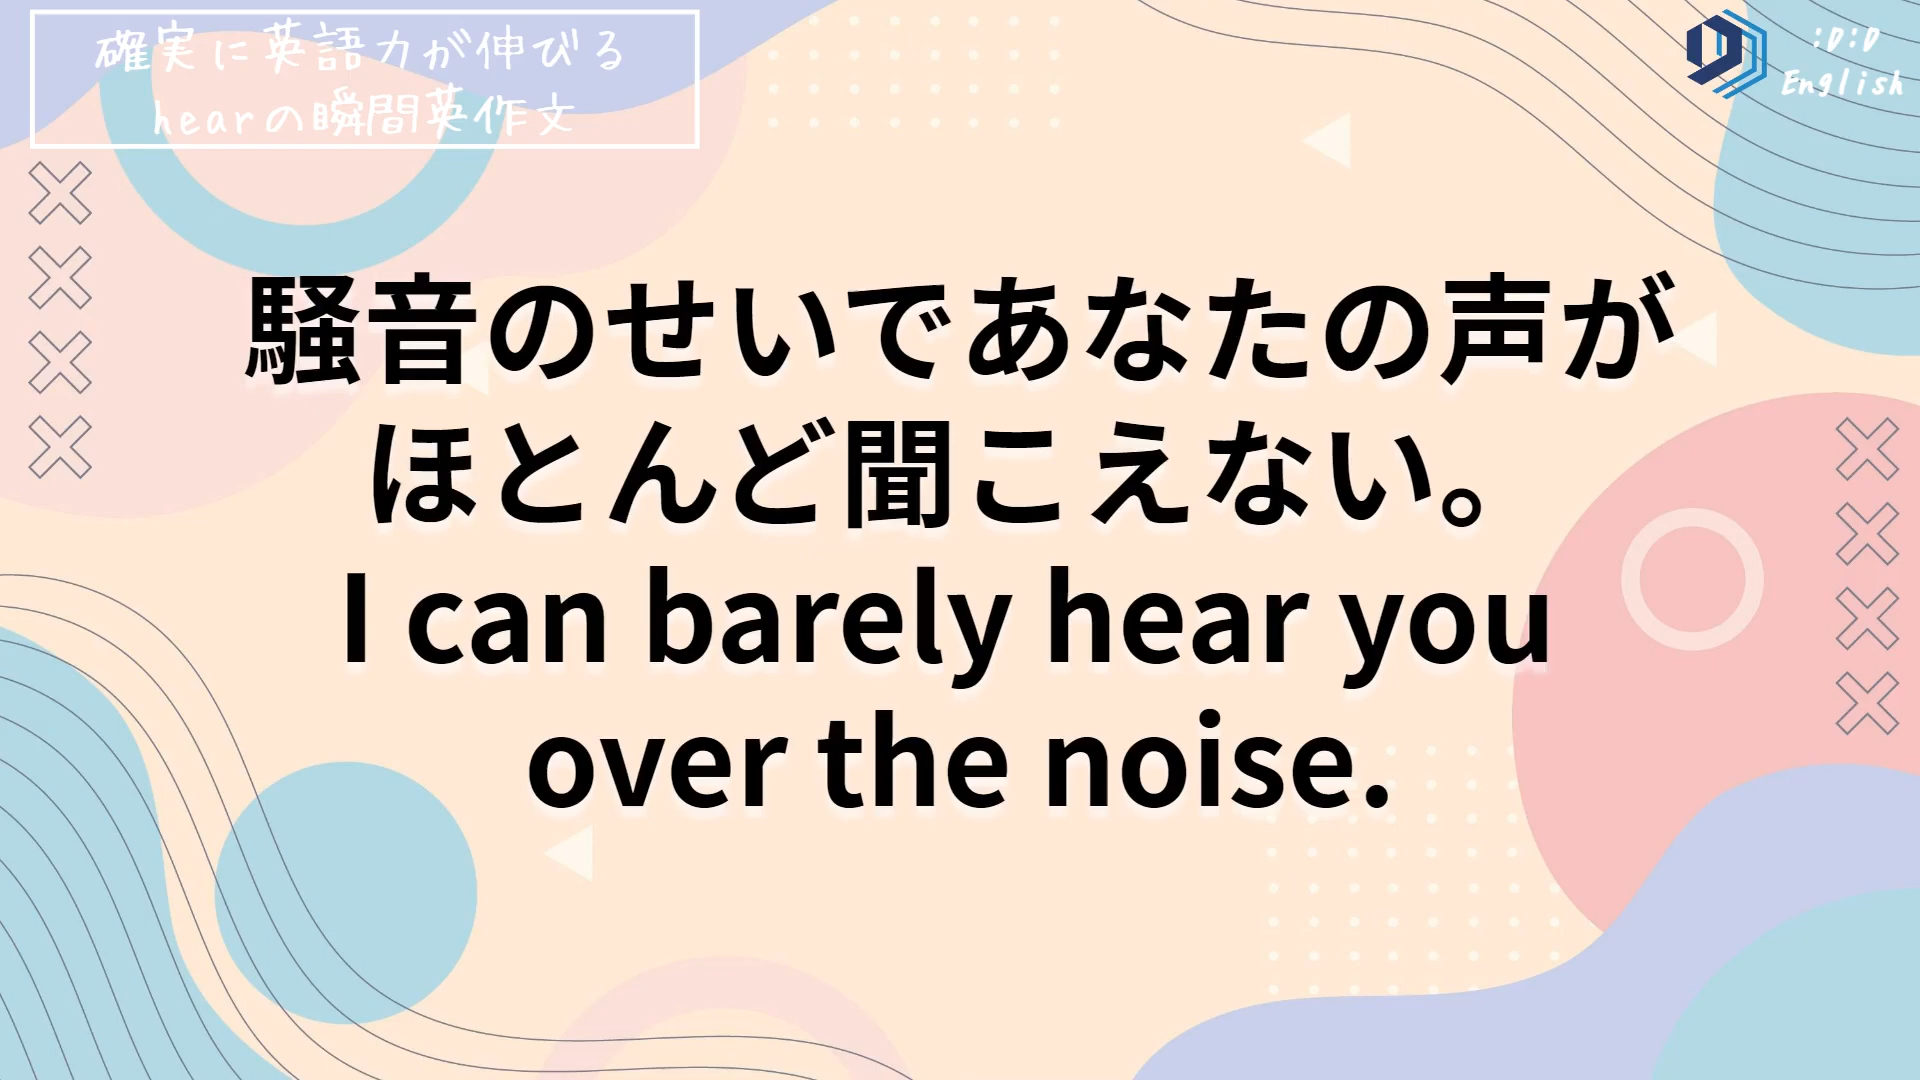 確実に英語力が伸びる
hearの瞬間英作文
:D:D
English
騒音のせいであなたの声が
ほとんど聞こえない。
I can barely hear you
over the noise.